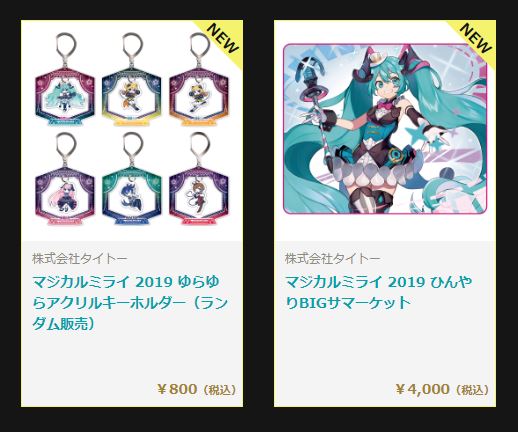 NEW
株式会社タイトー
マジカルミライ 2019 ゆらゆ
らアクリルキーホルダー（ラン
ダム販売）
￥800（税込）
NEW
株式会社タイトー
マジカルミライ 2019 ひんや
りBIGサマーケット
￥4,000（税込）